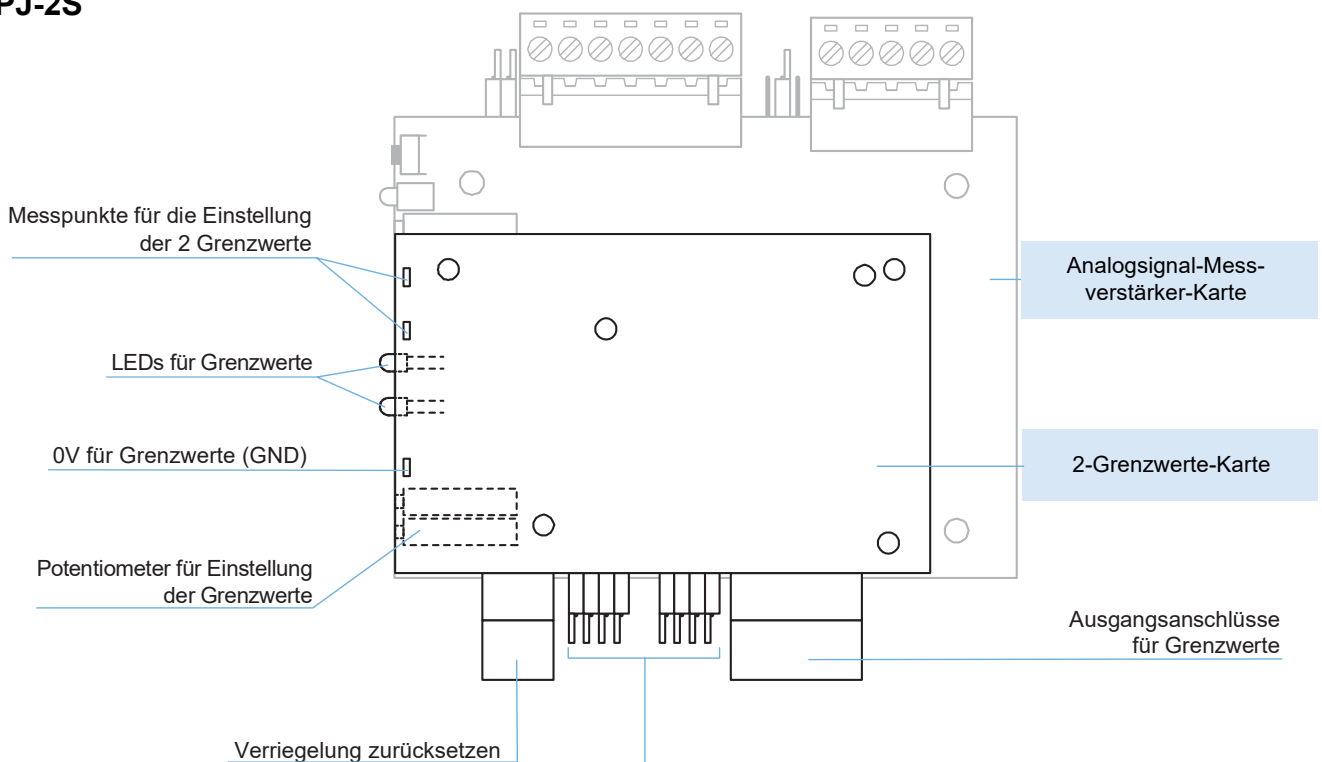 PJ-2S
Messpunkte für die Einstellung
der 2 Grenzwerte
Analogsignal-Mess-
verstärker-Karte
LEDs für Grenzwerte
0V für Grenzwerte (GND)
2-Grenzwerte-Karte
Potentiometer für Einstellung
der Grenzwerte
Ausgangsanschlüsse
für Grenzwerte
Verriegelung zurücksetzen